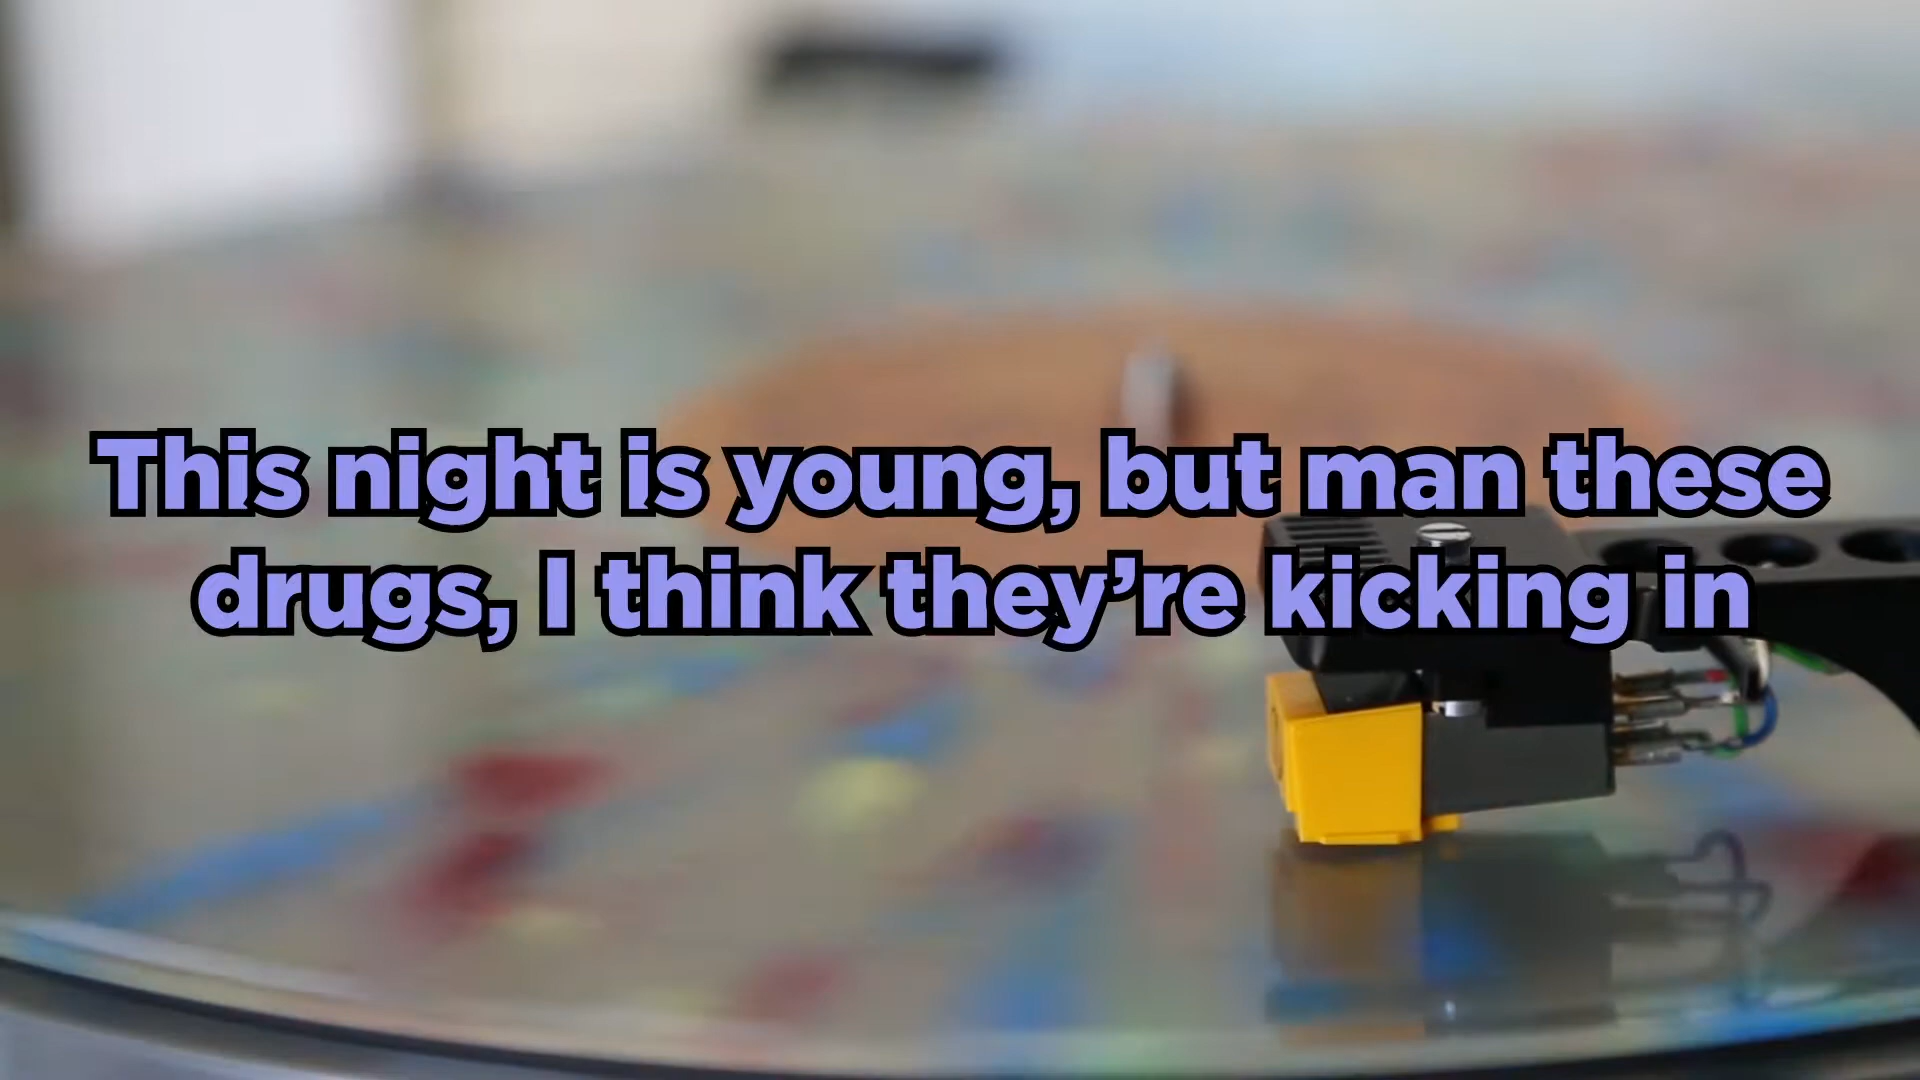 This night is young, but man these
drugs, I think they’re kicking in